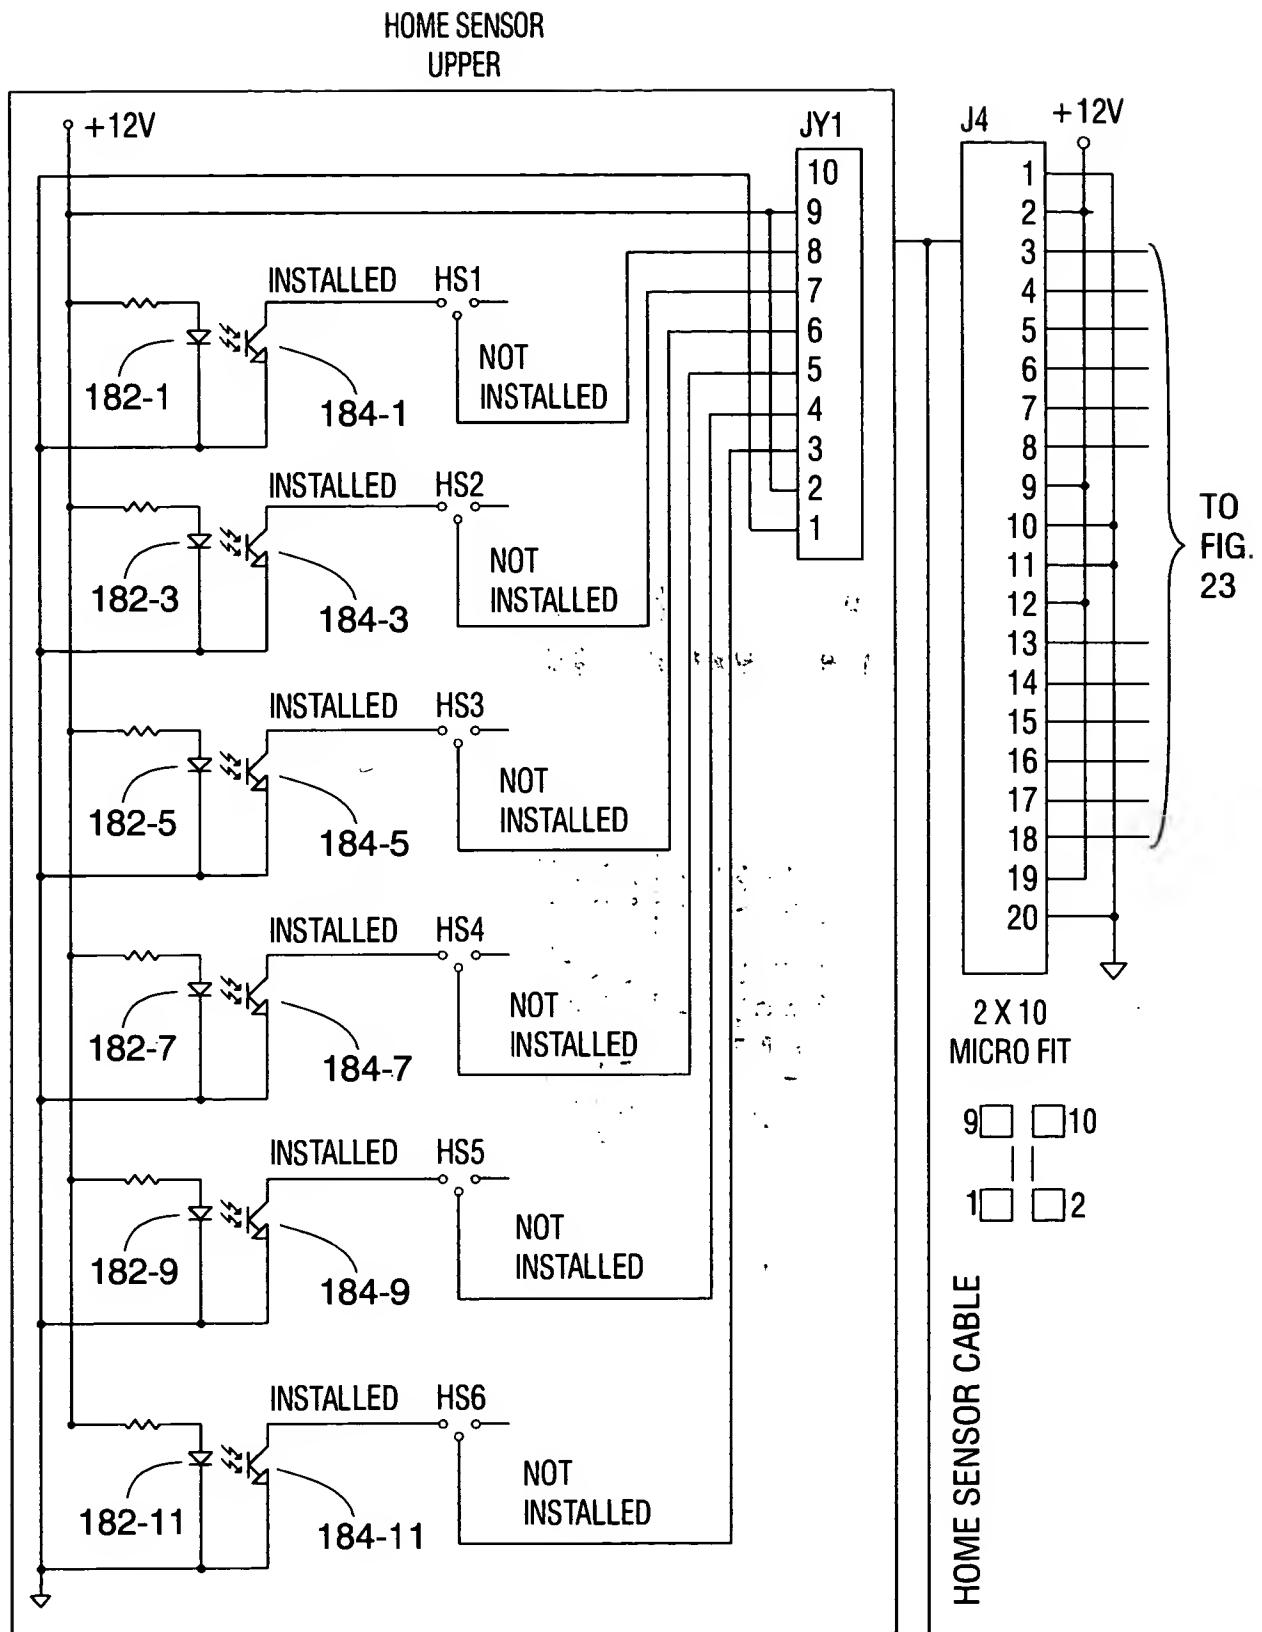 HOME SENSOR
UPPER
+12V
JY1
10
9
8
7
6
5
4
3
2
1
INSTALLED
HS1
NOT
INSTALLED
182-1
184-1
INSTALLED
HS2
NOT
INSTALLED
182-3
184-3
INSTALLED
HS3
NOT
INSTALLED
182-5
184-5
INSTALLED
HS4
NOT
INSTALLED
182-7
184-7
INSTALLED
HS5
NOT
INSTALLED
182-9
184-9
INSTALLED
HS6
NOT
INSTALLED
182-11
184-11
J4
+12V
1
2
3
4
5
6
7
8
9
10
11
12
13
14
15
16
17
18
19
20
TO
FIG.
23
2 X 10
MICRO FIT
9 10
1 2
HOME SENSOR CABLE